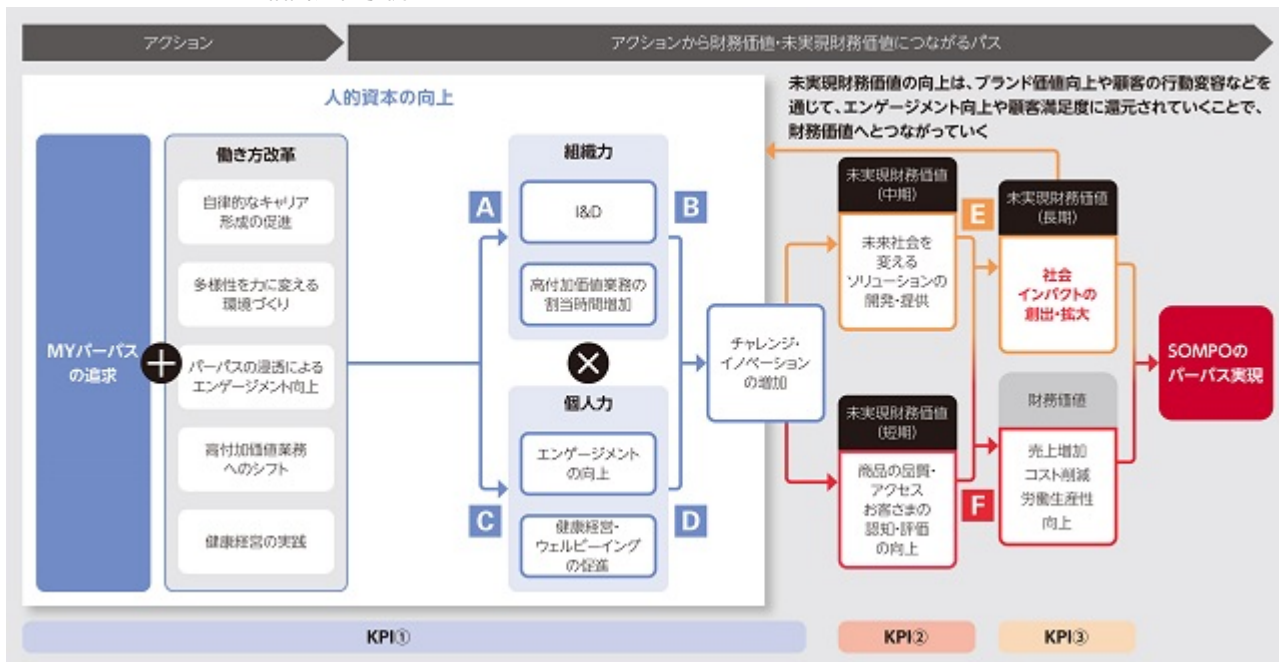 アクション
アクションから財務価値・未実現財務価値につながるパス
人的資本の向上
未実現財務価値の向上は、ブランド価値向上や顧客の行動変容などを
通じて、エンゲージメント向上や顧客満足度に還元されていくことで、
財務価値へとつながっていく
MYパーパス
の追求
+
働き方改革
自律的なキャリア
形成の促進
多様性を力に変える
環境づくり
パーパスの浸透による
エンゲージメント向上
高付加価値業務
へのシフト
健康経営の実践
A
B
C
D
組織力
I&D
高付加価値業務の
割当時間増加
×
個人力
エンゲージメント
の向上
健康経営・
ウェルビーイング
の促進
チャレンジ・
イノベーション
の増加
未実現財務価値
(中期)
未来社会を
変える
ソリューションの
開発・提供
未実現財務価値
(短期)
商品の品質・
アクセス
お客さまの
認知・評価
の向上
E
F
未実現財務価値
(長期)
社会
インパクトの
創出・拡大
財務価値
売上増加
コスト削減
労働生産性
向上
SOMPOの
パーパス実現
KPI①
KPI②
KPI③